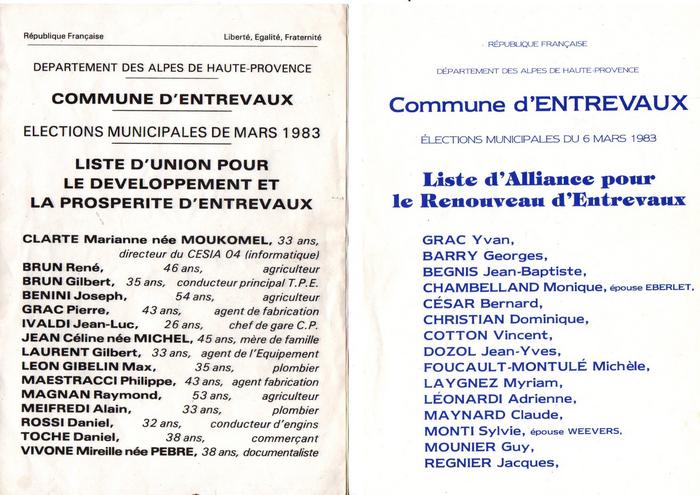 République Française Liberté, Egalité, Fraternité
DEPARTEMENT DES ALPES DE HAUTE-PROVENCE
COMMUNE D'ENTREVAUX
ELECTIONS MUNICIPALES DE MARS 1983
LISTE D'UNION POUR
LE DEVELOPPEMENT ET
LA PROSPERITE D'ENTREVAUX
CLARTE Marianne née MOUKOMEL, 33 ans,
directeur du CESIA 04 (informatique)
BRUN René, 46 ans, agriculteur
BRUN Gilbert, 35 ans, conducteur principal T.P.E.
BENINI Joseph, 54 ans, agriculteur
GRAC Pierre, 43 ans, agent de fabrication
IVALDI Jean-Luc, 26 ans, chef de gare C.P.
JEAN Céline née MICHEL, 45 ans, mère de famille
LAURENT Gilbert, 33 ans, agent de l'Equipement
LEON GIBELIN Max, 35 ans, plombier
MAESTRACCI Philippe, 43 ans, agent fabrication
MAGNAN Raymond, 53 ans, agriculteur
MEIFREDI Alain, 33 ans, plombier
ROSSI Daniel, 32 ans, conducteur d'engins
TOCHE Daniel, 38 ans, commerçant
VIVONE Mireille née PEBRE, 38 ans, documentaliste
RÉPUBLIQUE FRANÇAISE
DÉPARTEMENT DES ALPES DE HAUTE-PROVENCE
Commune d'ENTREVAUX
ÉLECTIONS MUNICIPALES DU 6 MARS 1983
Liste d'Alliance pour
le Renouveau d'Entrevaux
GRAC Yvan,
BARRY Georges,
BEGNIS Jean-Baptiste,
CHAMBELLAND Monique, épouse EBERLET,
CÉSAR Bernard,
CHRISTIAN Dominique,
COTTON Vincent,
DOZOL Jean-Yves,
FOUCAULT-MONTULÉ Michèle,
LAYGNEZ Myriam,
LÉONARDI Adrienne,
MAYNARD Claude,
MONTI Sylvie, épouse WEEVERS,
MOUNIER Guy,
REGNIER Jacques,